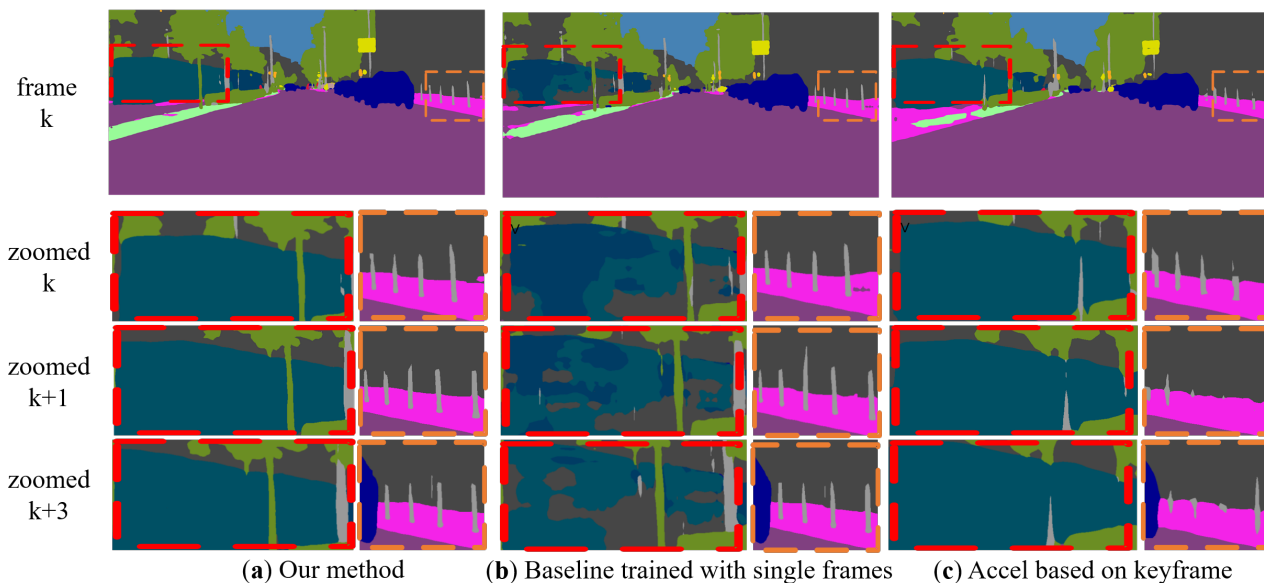 frame
k
zoomed
k
zoomed
k+1
zoomed
k+3
(a) Our method
(b) Baseline trained with single frames
(c) Accel based on keyframe